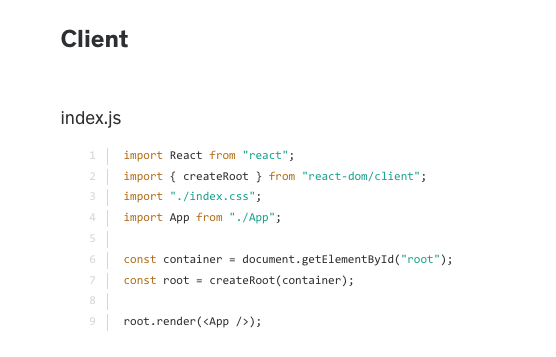 Client
index.js
1 import React from "react";
2 import { createRoot } from "react-dom/client";
3 import "./index.css";
4 import App from "./App";
5
6 const container = document.getElementById("root");
7 const root = createRoot(container);
8
9 root.render(<App />);